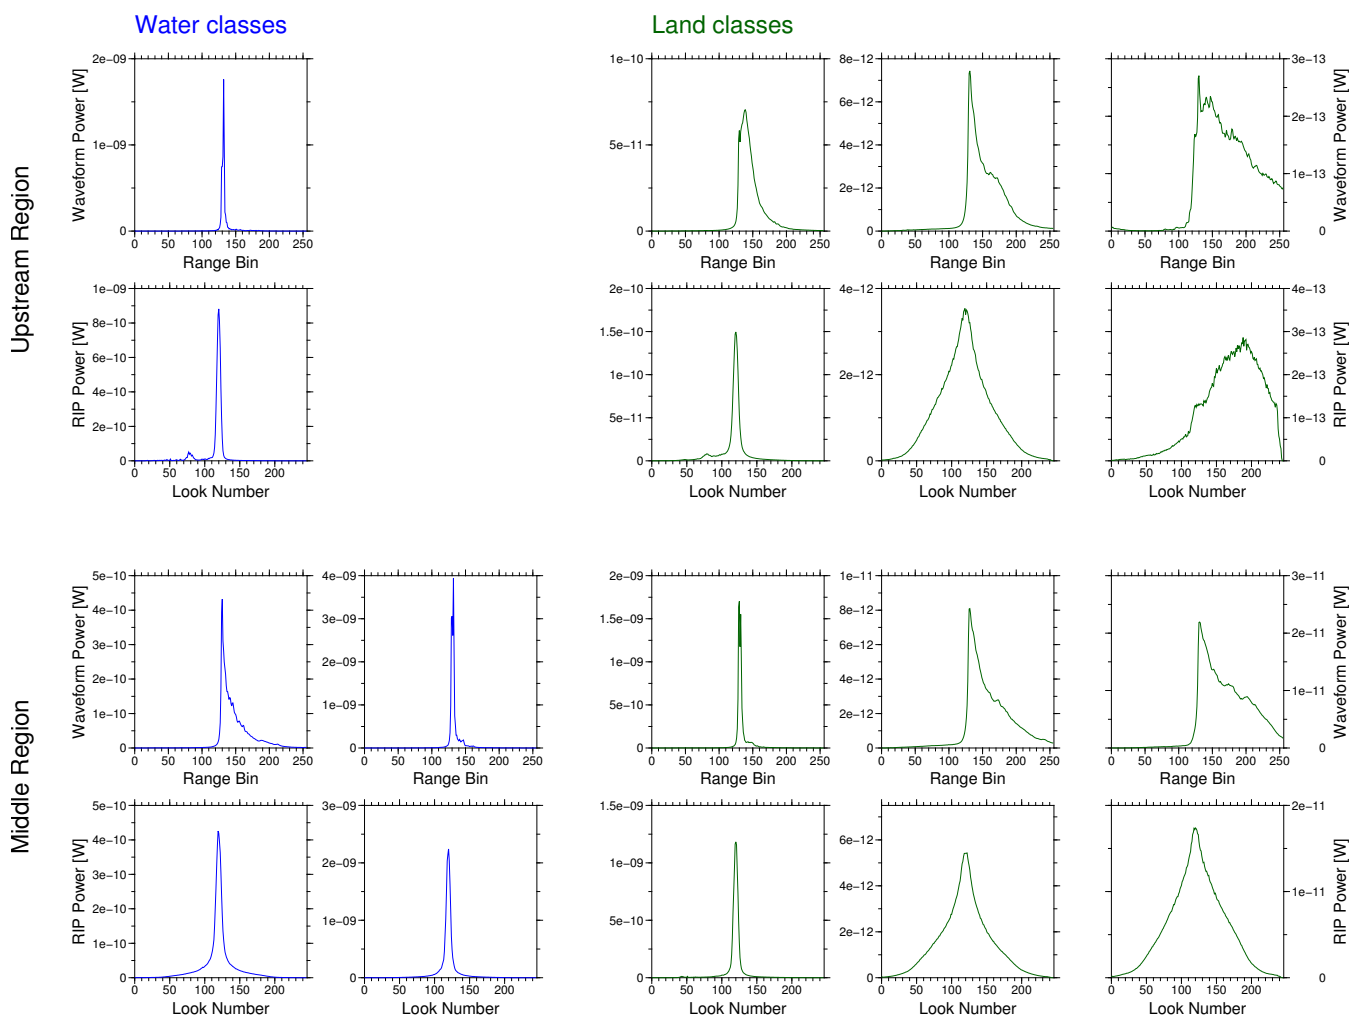 Water classes
Land classes
Upstream Region
Waveform Power [W]
2e−09
1e−09
0
0 50 100 150 200 250
Range Bin
1e−10
5e−11
0
0 50 100 150 200 250
Range Bin
8e−12
6e−12
4e−12
2e−12
0
0 50 100 150 200 250
Range Bin
3e−13
2e−13
1e−13
0
Waveform Power [W]
0 50 100 150 200 250
Range Bin
RIP Power [W]
1e−09
8e−10
6e−10
4e−10
2e−10
0
0 50 100 150 200
Look Number
2e−10
1.5e−10
1e−10
5e−11
0
0 50 100 150 200
Look Number
4e−12
2e−12
0
0 50 100 150 200
Look Number
4e−13
3e−13
2e−13
1e−13
0
RIP Power [W]
0 50 100 150 200
Look Number
Middle Region
Waveform Power [W]
5e−10
4e−10
3e−10
2e−10
1e−10
0
0 50 100 150 200 250
Range Bin
4e−09
3e−09
2e−09
1e−09
0
0 50 100 150 200 250
Range Bin
2e−09
1.5e−09
1e−09
5e−10
0
0 50 100 150 200 250
Range Bin
1e−11
8e−12
6e−12
4e−12
2e−12
0
0 50 100 150 200 250
Range Bin
3e−11
2e−11
1e−11
0
Waveform Power [W]
0 50 100 150 200 250
Range Bin
RIP Power [W]
5e−10
4e−10
3e−10
2e−10
1e−10
0
0 50 100 150 200
Look Number
3e−09
2e−09
1e−09
0
0 50 100 150 200
Look Number
1.5e−09
1e−09
5e−10
0
0 50 100 150 200
Look Number
6e−12
4e−12
2e−12
0
0 50 100 150 200
Look Number
2e−11
1e−11
0
RIP Power [W]
0 50 100 150 200
Look Number